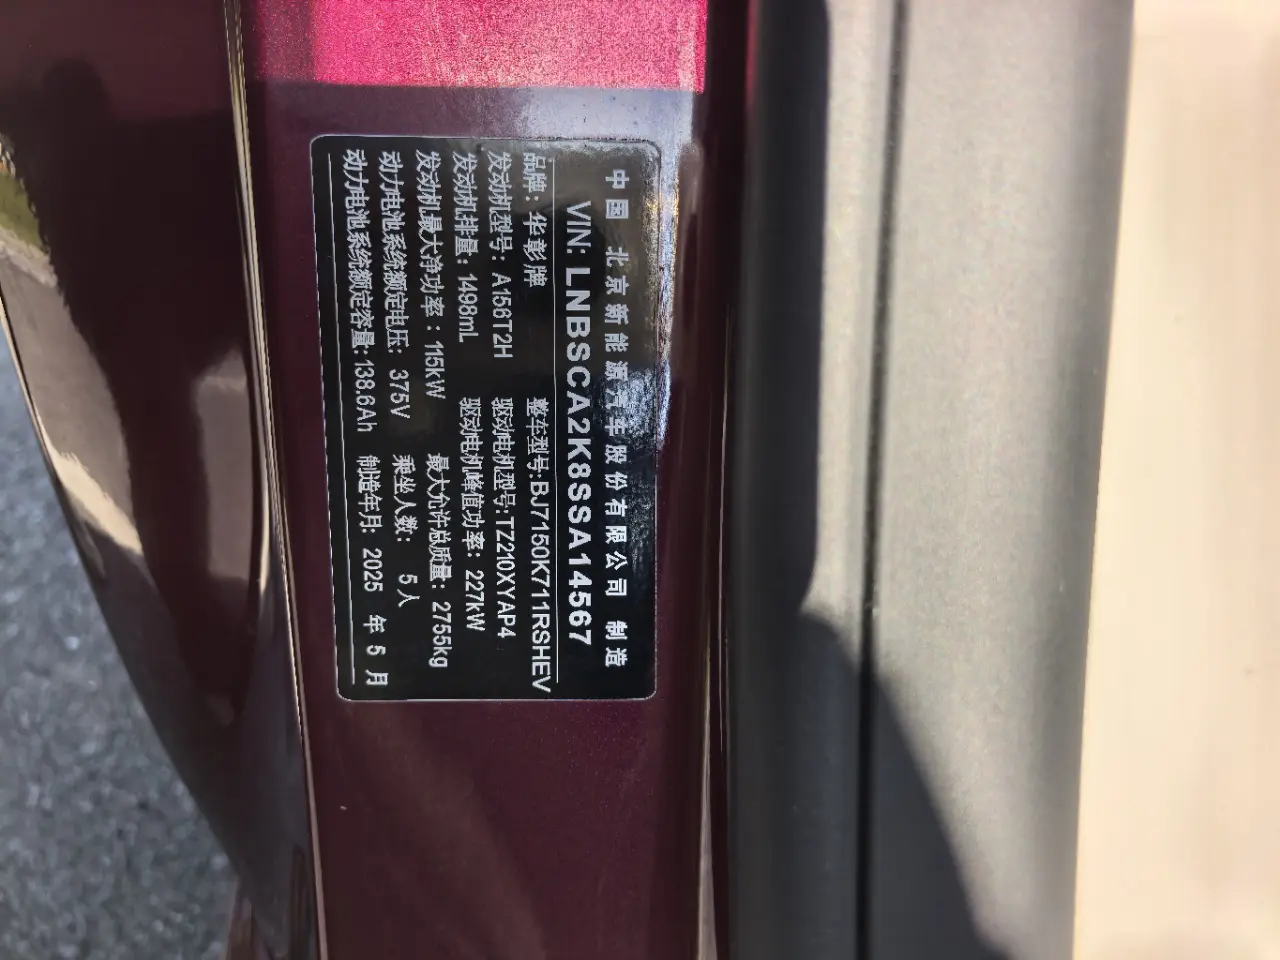 中国 北京新能源汽车股份有限公司 制造
VIN: LNBSCA2K8SSA14567
品牌: 华彰牌 整车型号:BJ7150K711RSHEV
发动机型号: A156T2H 驱动电机型号:TZ210XYAP4
发动机排量: 1498mL 驱动电机峰值功率: 227kW
发动机最大净功率: 115kW 最大允许总质量: 2755kg
动力电池系统额定电压: 375V 乘坐人数: 5人
动力电池系统额定容量:138.6Ah 制造年月: 2025 年 5 月